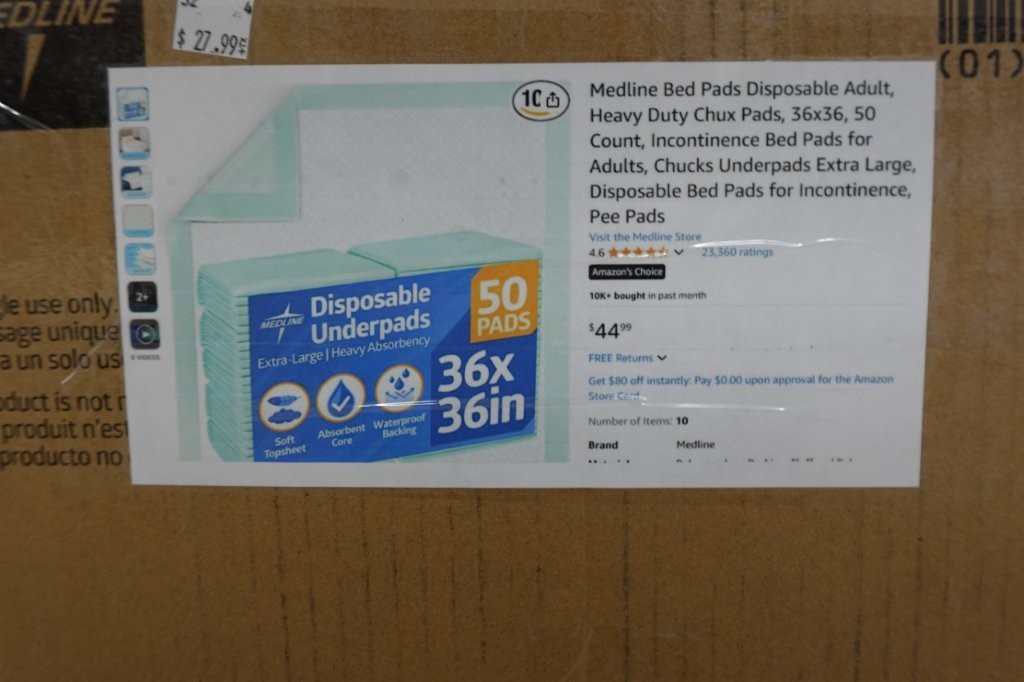 EDLINE
$ 27.99
(01)
le use only.
sage unique
a un solo us
oduct is not
produit n'est
producto no
2+
6 VIDEOS
MEDLINE
Disposable
Underpads
Extra-Large | Heavy Absorbency
50
PADS
36x
36in
Soft
Topsheet
Absorbent
Core
Waterproof
Backing
Medline Bed Pads Disposable Adult,
Heavy Duty Chux Pads, 36x36, 50
Count, Incontinence Bed Pads for
Adults, Chucks Underpads Extra Large,
Disposable Bed Pads for Incontinence,
Pee Pads
Visit the Medline Store
4.6 23,360 ratings
Amazon's Choice
10K+ bought in past month
$44.99
FREE Returns
Get $80 off instantly: Pay $0.00 upon approval for the Amazon
Store Card.
Number of Items: 10
Brand Medline